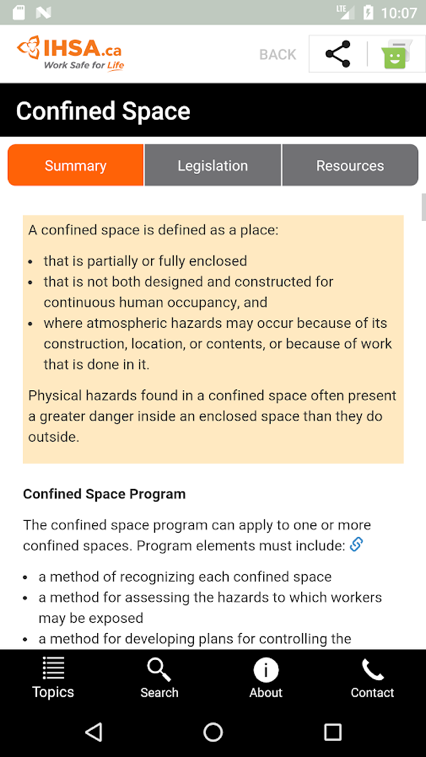 LTE 10:07
IHSA.ca
Work Safe for Life
BACK
Confined Space
Summary Legislation Resources
A confined space is defined as a place:
• that is partially or fully enclosed
• that is not both designed and constructed for
continuous human occupancy, and
• where atmospheric hazards may occur because of its
construction, location, or contents, or because of work
that is done in it.
Physical hazards found in a confined space often present
a greater danger inside an enclosed space than they do
outside.
Confined Space Program
The confined space program can apply to one or more
confined spaces. Program elements must include:
• a method of recognizing each confined space
• a method for assessing the hazards to which workers
may be exposed
• a method for developing plans for controlling the
Topics Search About Contact